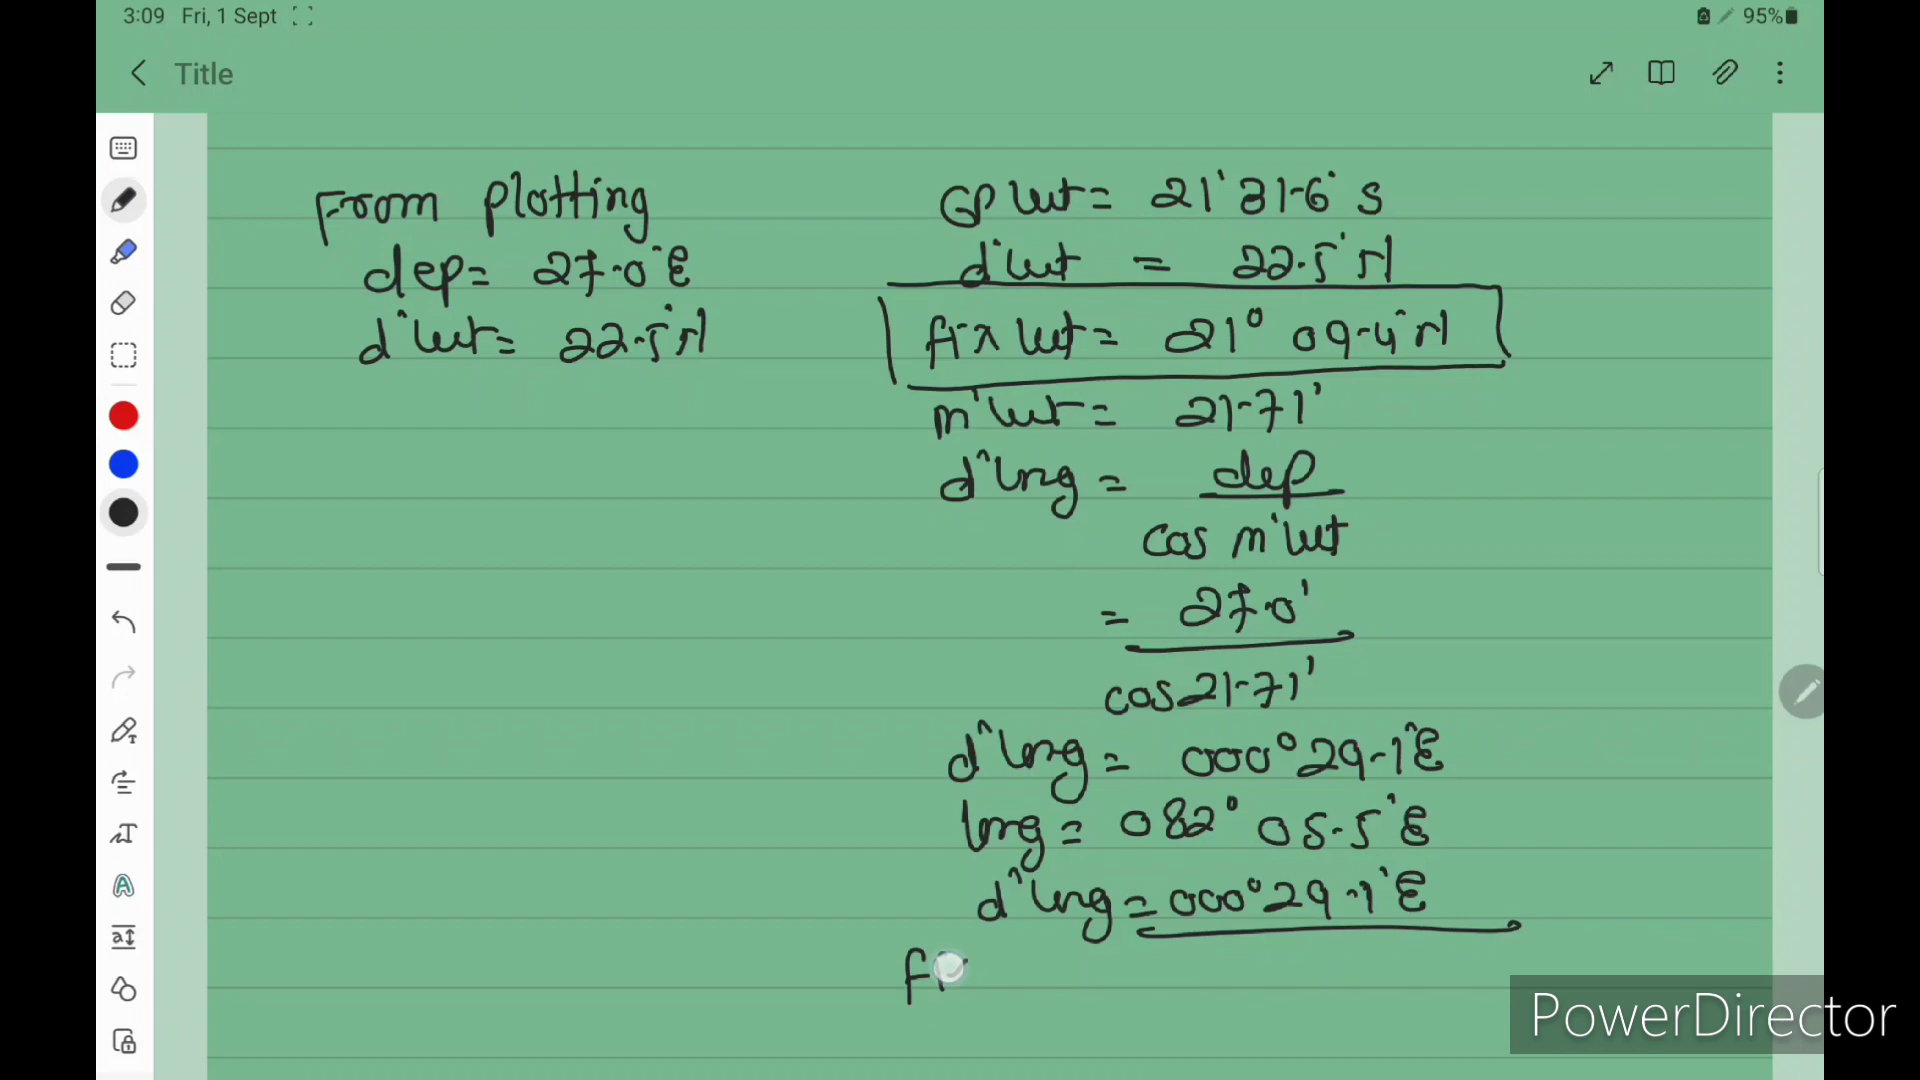 3:09 Fri, 1 Sept
95%
Title
From plotting
dep= 27.0'E
d'lat= 22.5'N
GP lat= 21° 31.6' S
d'lat = 22.5' N
fix lat= 21° 09.4' N
m'lat= 21.71'
d'lng= dep
cos m'lat
= 27.0'
cos21.71'
d'lng= 000° 29.1'E
lng= 082° 05.5'E
d'lng=000° 29.1'E
fi
PowerDirector